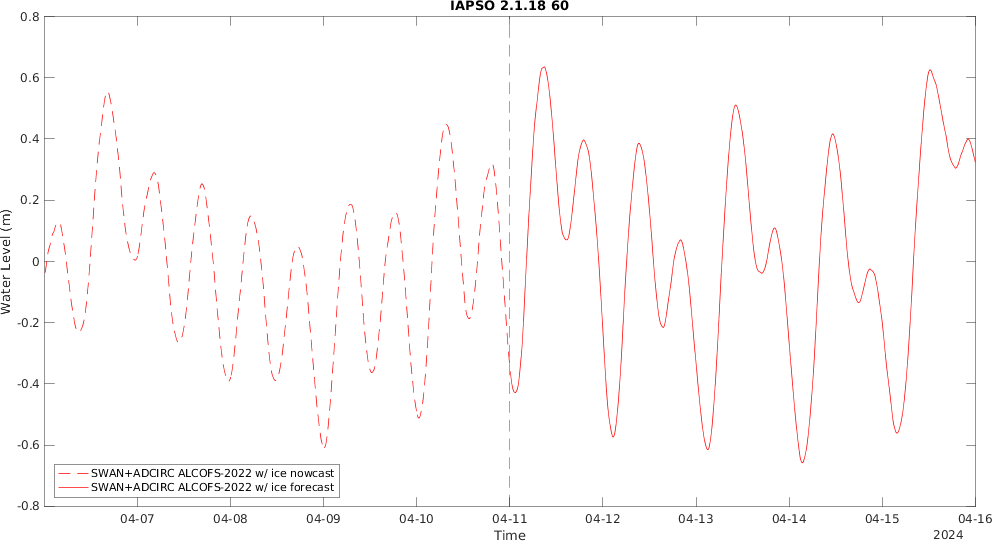 IAPSO 2.1.18 60
0.8
0.6
0.4
0.2
0
-0.2
-0.4
-0.6
-0.8
Water Level (m)
SWAN+ADCIRC ALCOFS-2022 w/ ice nowcast
SWAN+ADCIRC ALCOFS-2022 w/ ice forecast
04-07 04-08 04-09 04-10 04-11 04-12 04-13 04-14 04-15 04-16
Time
2024